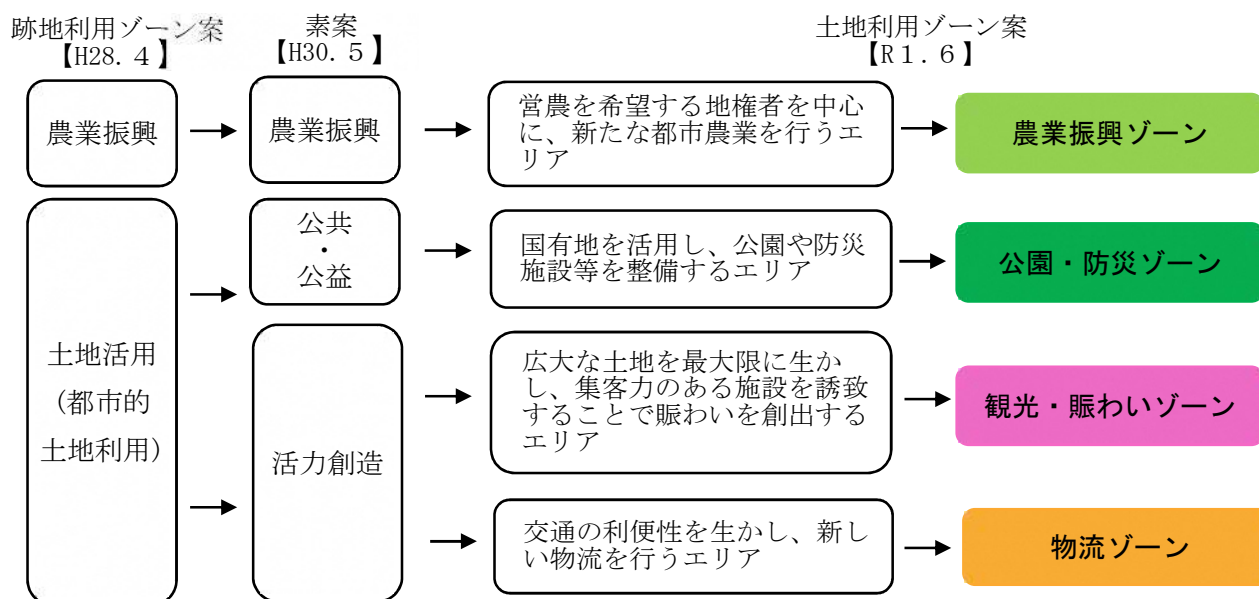 跡地利用ゾーン案
【H28.4】
素案
【H30.5】
土地利用ゾーン案
【R1.6】
農業振興
農業振興
営農を希望する地権者を中心
に、新たな都市農業を行うエ
リア
農業振興ゾーン
公共
・
公益
国有地を活用し、公園や防災
施設等を整備するエリア
公園・防災ゾーン
土地活用
(都市的
土地利用)
活力創造
広大な土地を最大限に生か
し、集客力のある施設を誘致
することで賑わいを創出する
エリア
観光・賑わいゾーン
交通の利便性を生かし、新し
い物流を行うエリア
物流ゾーン